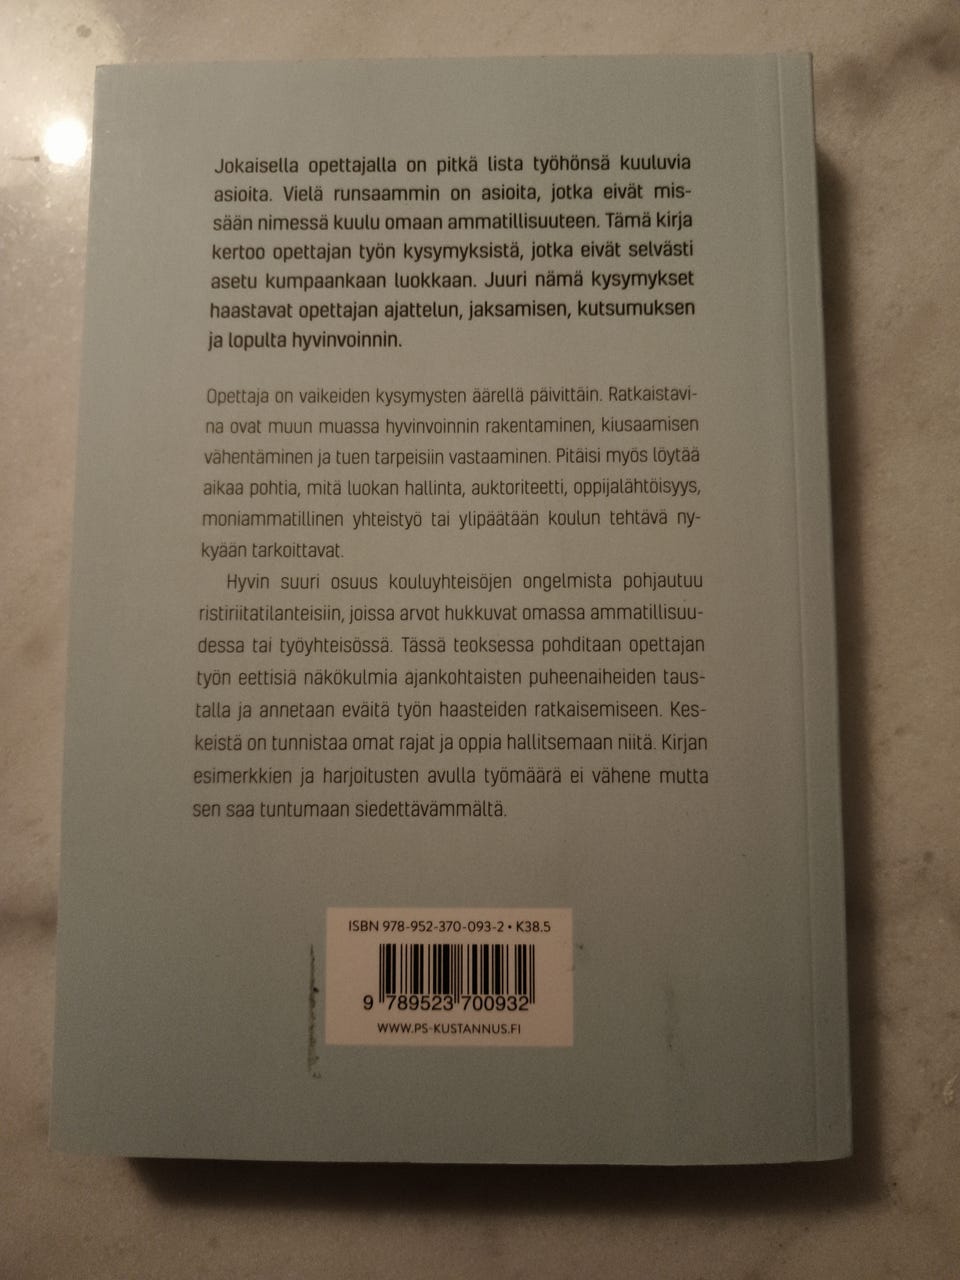 Jokaisella opettajalla on pitkä lista työhönsä kuuluvia
asioita. Vielä runsaammin on asioita, jotka eivät mis-
sään nimessä kuulu omaan ammatillisuuteen. Tämä kirja
kertoo opettajan työn kysymyksistä, jotka eivät selvästi
asetu kumpaankaan luokkaan. Juuri nämä kysymykset
haastavat opettajan ajattelun, jaksamisen, kutsumuksen
ja lopulta hyvinvoinnin.
Opettaja on vaikeiden kysymysten äärellä päivittäin. Ratkaistavi-
na ovat muun muassa hyvinvoinnin rakentaminen, kiusaamisen
vähentäminen ja tuen tarpeisiin vastaaminen. Pitäisi myös löytää
aikaa pohtia, mitä luokan hallinta, auktoriteetti, oppijalähtöisyys,
moniammatillinen yhteistyö tai ylipäätään koulun tehtävä ny-
kyään tarkoittavat.
Hyvin suuri osuus kouluyhteisöjen ongelmista pohjautuu
ristiriitatilanteisiin, joissa arvot hukkuvat omassa ammatillisuu-
dessa tai työyhteisössä. Tässä teoksessa pohditaan opettajan
työn eettisiä näkökulmia ajankohtaisten puheenaiheiden taus-
talla ja annetaan eväitä työn haasteiden ratkaisemiseen. Kes-
keistä on tunnistaa omat rajat ja oppia hallitsemaan niitä. Kirjan
esimerkkien ja harjoitusten avulla työmäärä ei vähene mutta
sen saa tuntumaan siedettävämmältä.
ISBN 978-952-370-093-2 • K38.5
9 789523 700932
WWW.PS-KUSTANNUS.FI